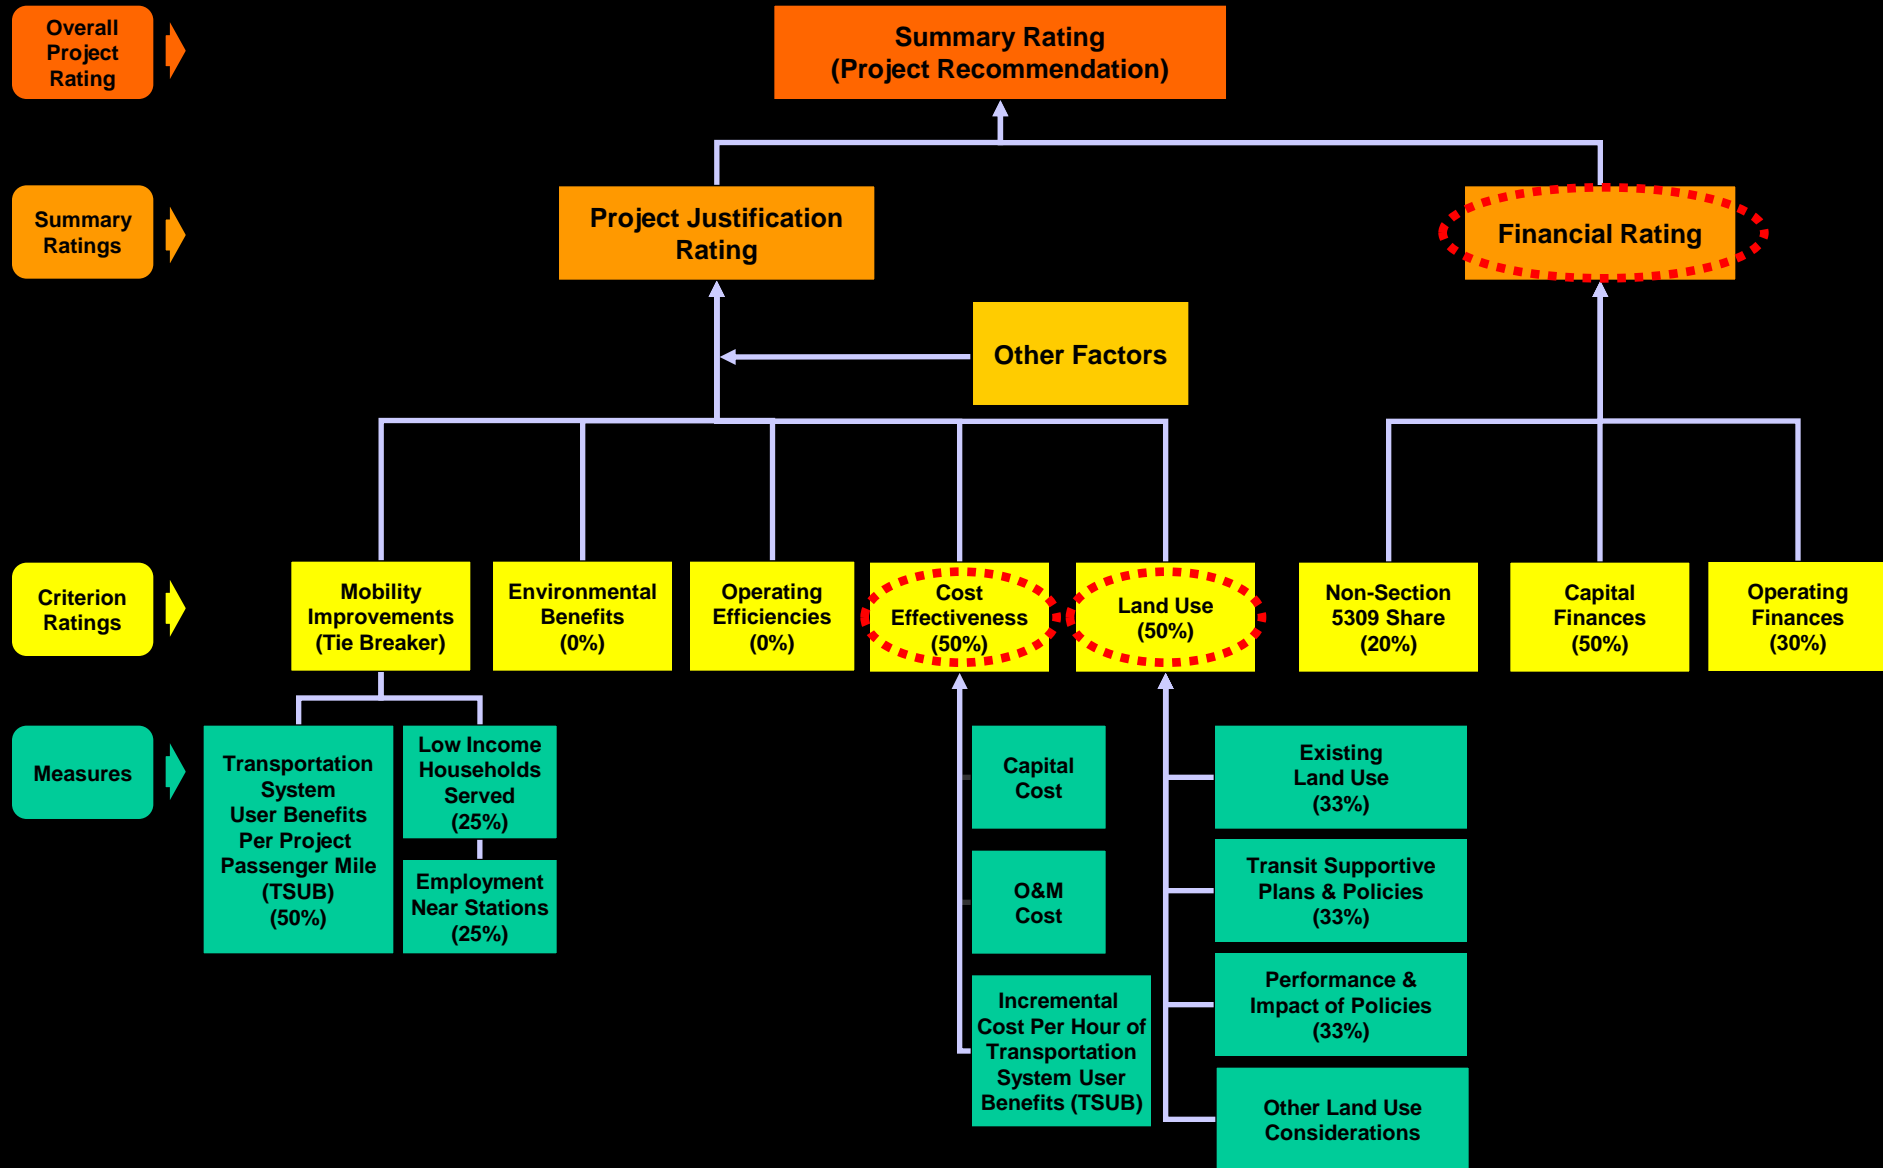 Overall
Project
Rating
Summary Rating
(Project Recommendation)
Summary
Ratings
Project Justification
Rating
Financial Rating
Other Factors
Criterion
Ratings
Mobility
Improvements
(Tie Breaker)
Environmental
Benefits
(0%)
Operating
Efficiencies
(0%)
Cost
Effectiveness
(50%)
Land Use
(50%)
Non-Section
5309 Share
(20%)
Capital
Finances
(50%)
Operating
Finances
(30%)
Measures
Transportation
System
User Benefits
Per Project
Passenger Mile
(TSUB)
(50%)
Low Income
Households
Served
(25%)
Employment
Near Stations
(25%)
Capital
Cost
O&M
Cost
Incremental
Cost Per Hour of
Transportation
System User
Benefits (TSUB)
Existing
Land Use
(33%)
Transit Supportive
Plans & Policies
(33%)
Performance &
Impact of Policies
(33%)
Other Land Use
Considerations